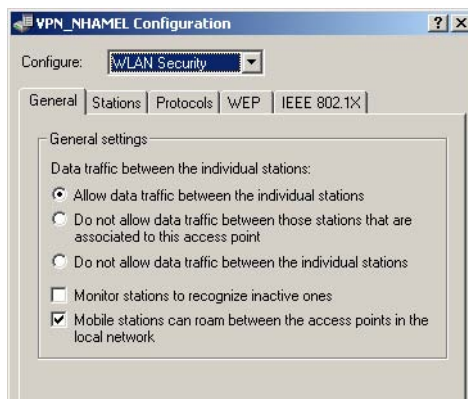 VPN_NHAMEL Configuration
Configure: WLAN Security
General Stations Protocols WEP IEEE 802.1X
General settings
Data traffic between the individual stations:
Allow data traffic between the individual stations
Do not allow data traffic between those stations that are
associated to this access point
Do not allow data traffic between the individual stations
Monitor stations to recognize inactive ones
Mobile stations can roam between the access points in the
local network